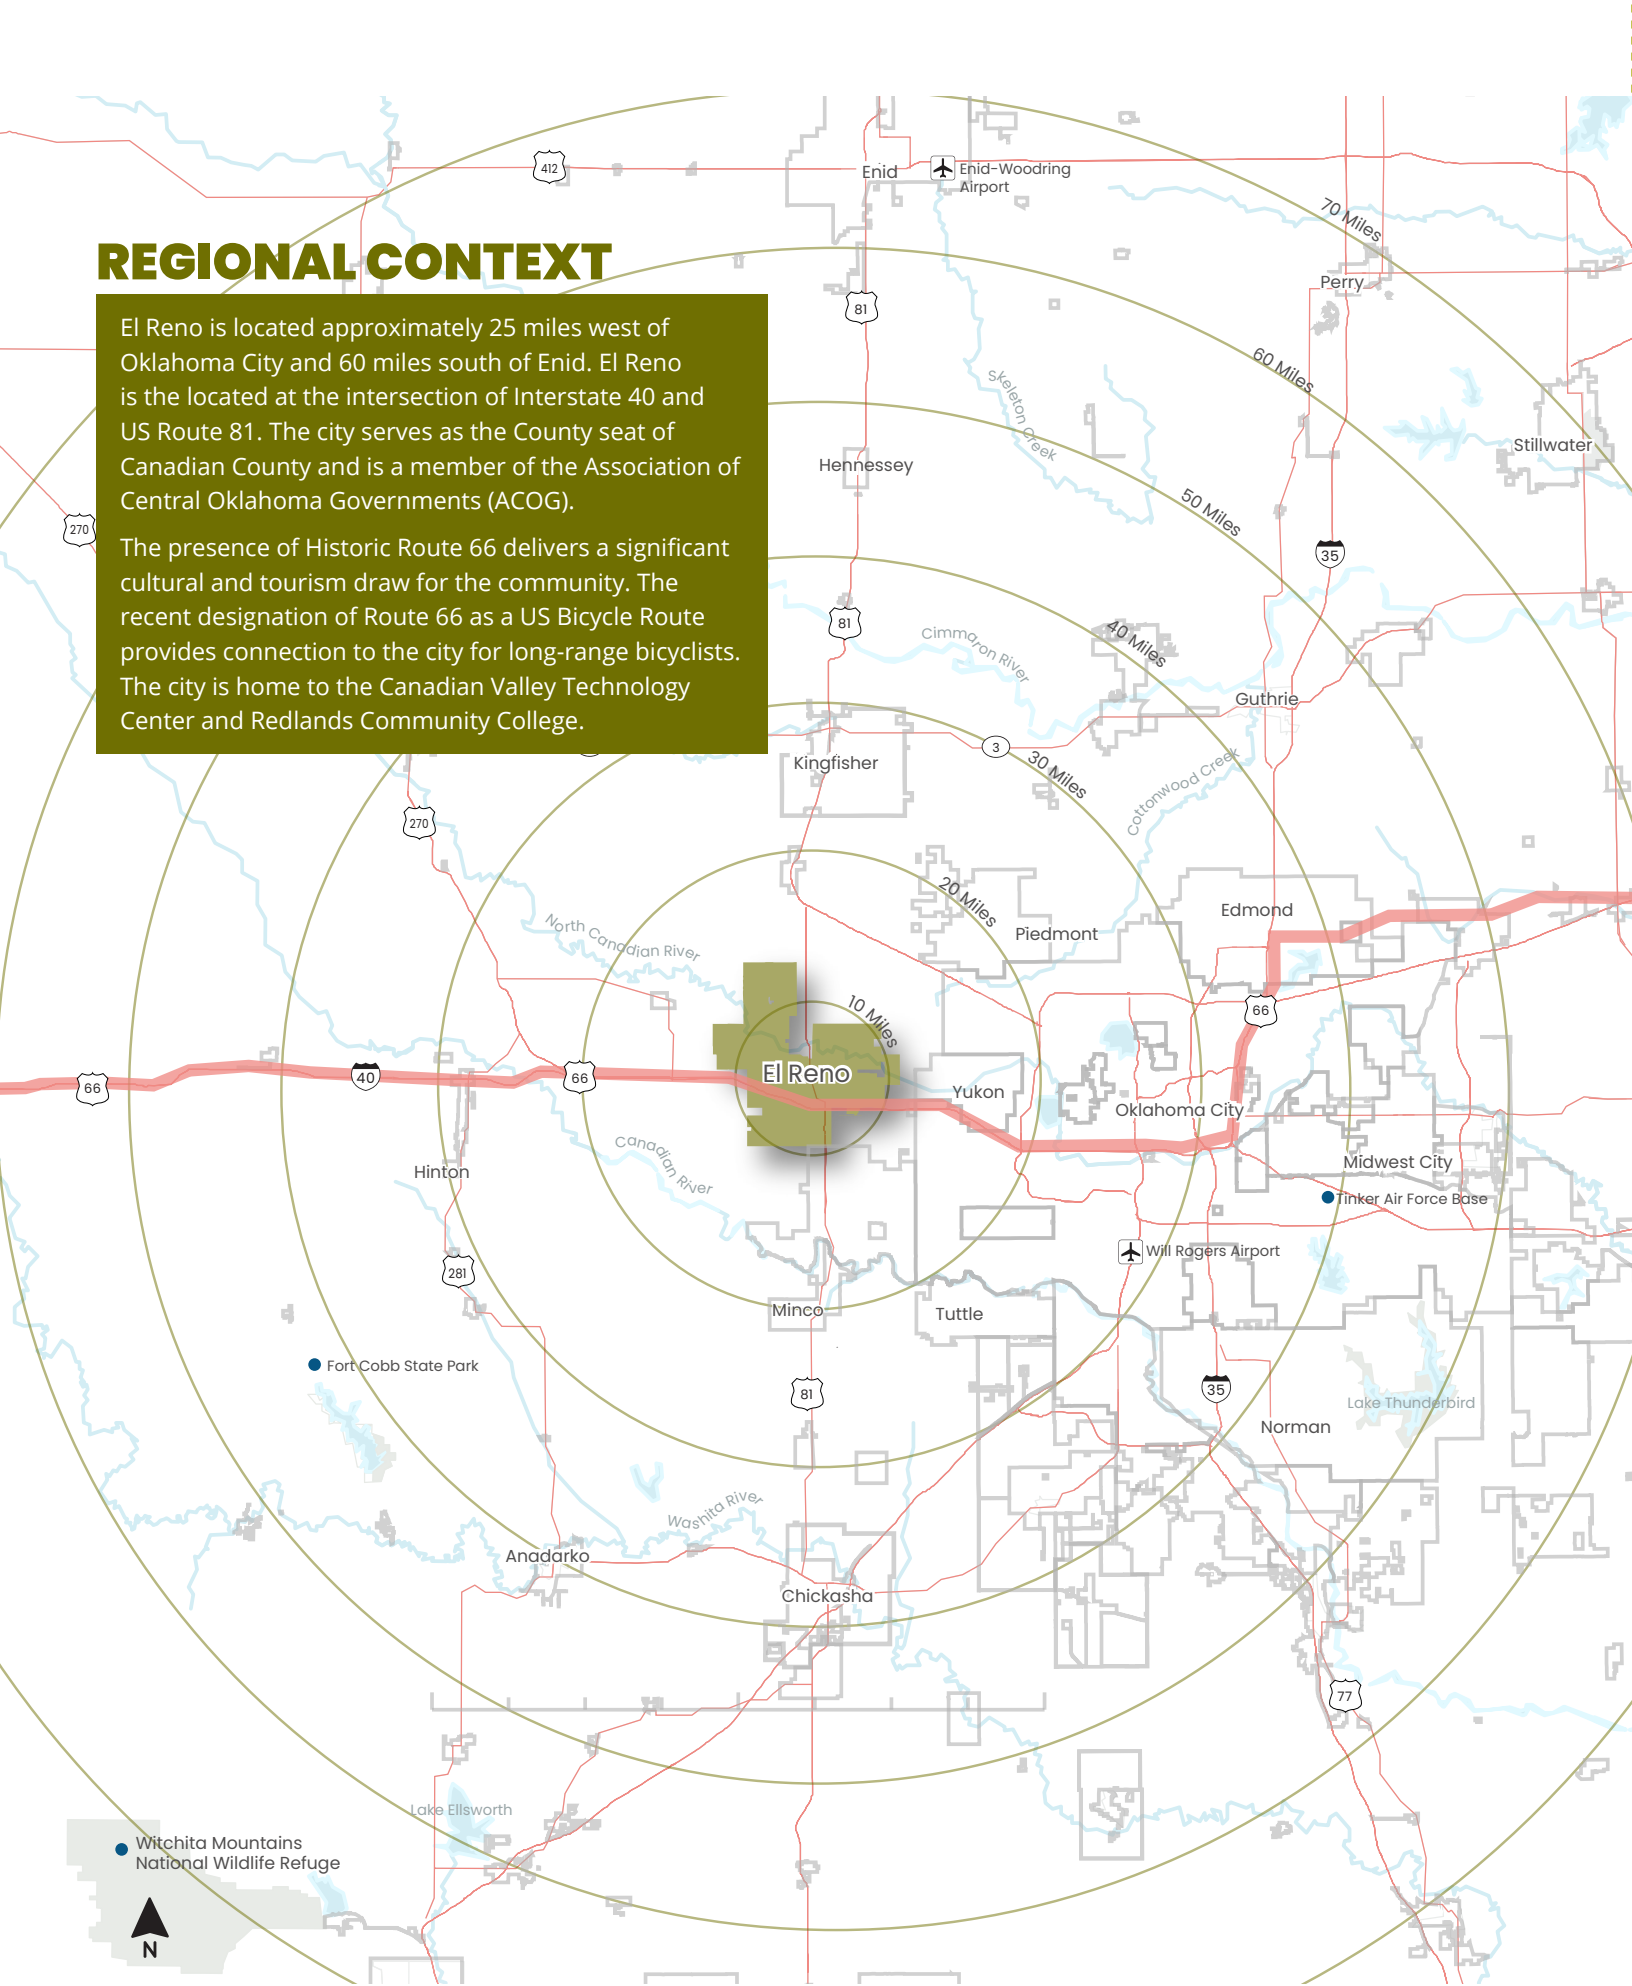 412
Enid
Enid-Woodring
Airport
70 Miles
REGIONAL CONTEXT
Perry
81
El Reno is located approximately 25 miles west of
Oklahoma City and 60 miles south of Enid. El Reno
is the located at the intersection of Interstate 40 and
US Route 81. The city serves as the County seat of
Canadian County and is a member of the Association of
Central Oklahoma Governments (ACOG).
The presence of Historic Route 66 delivers a significant
cultural and tourism draw for the community. The
recent designation of Route 66 as a US Bicycle Route
provides connection to the city for long-range bicyclists.
The city is home to the Canadian Valley Technology
Center and Redlands Community College.
60 Miles
Skeleton Creek
Stillwater
Hennessey
50 Miles
270
35
81
Cimmaron River
40 Miles
Guthrie
3
Kingfisher
30 Miles
Cottonwood Creek
270
20 Miles
Edmond
North Canadian River
Piedmont
10 Miles
66
El Reno
40
66
66
Yukon
Oklahoma City
Canadian River
Midwest City
Hinton
Tinker Air Force Base
Will Rogers Airport
281
Minco
Tuttle
Fort Cobb State Park
81
35
Lake Thunderbird
Norman
Washita River
Anadarko
Chickasha
77
Lake Ellsworth
Witchita Mountains
National Wildlife Refuge
N